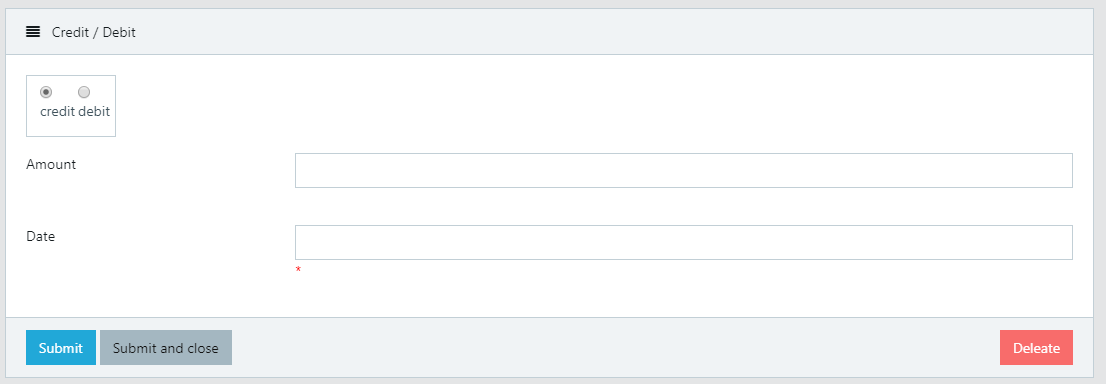 Credit / Debit
credit debit
Amount
Date
*
Submit Submit and close Deleate